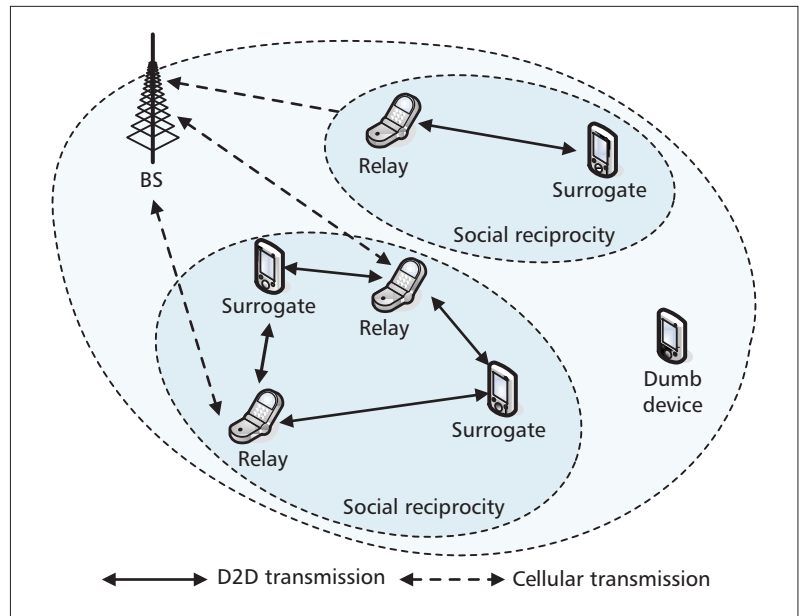 BS
Relay
Surrogate
Social reciprocity
Surrogate
Relay
Dumb
device
Relay
Surrogate
Social reciprocity
D2D transmission
Cellular transmission